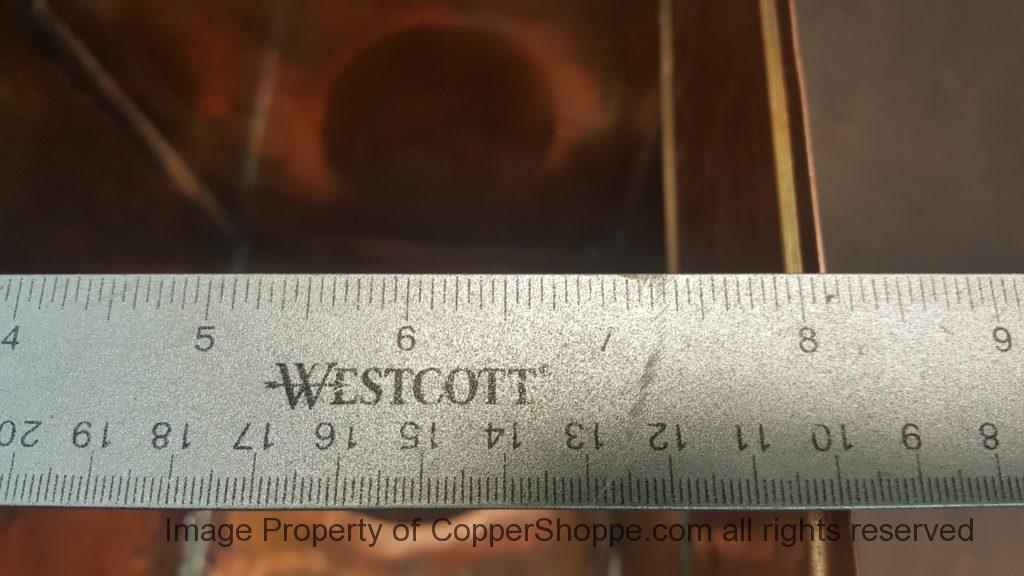 4 5 6 7 8 9
WESTCOTT
20 19 18 17 16 15 14 13 12 11 10 9 8
Image Property of CopperShoppe.com all rights reserved